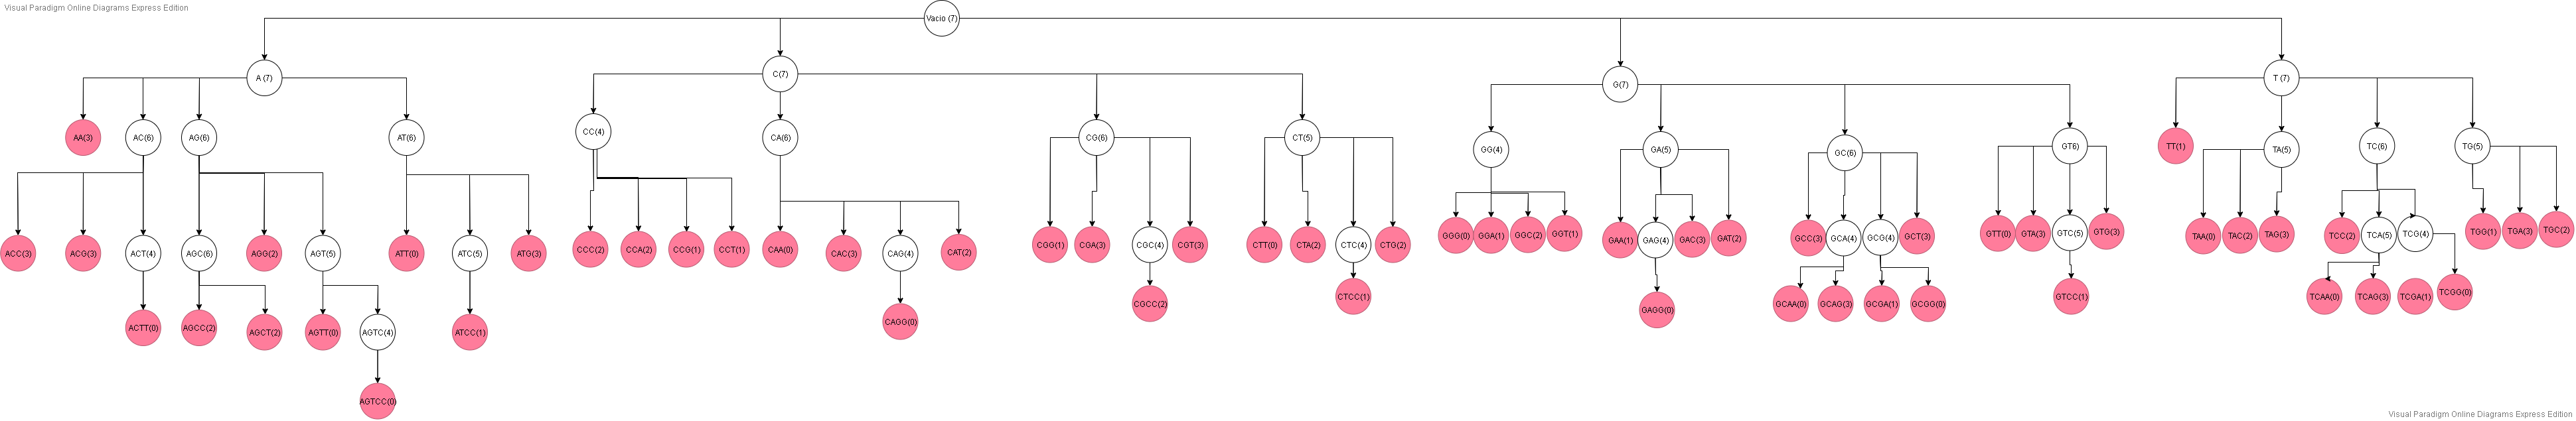 Visual Paradigm Online Diagrams Express Edition
Vacio (7)
A (7)
C(7)
G(7)
T (7)
AA(3)
AC(6)
AG(6)
AT(6)
CC(4)
CA(6)
CG(6)
CT(5)
GG(4)
GA(5)
GC(6)
GT6)
TT(1)
TA(5)
TC(6)
TG(5)
ACC(3)
ACG(3)
ACT(4)
AGC(6)
AGG(2)
AGT(5)
ATT(0)
ATC(5)
ATG(3)
CCC(2)
CCA(2)
CCG(1)
CCT(1)
CAA(0)
CAC(3)
CAG(4)
CAT(2)
CGG(1)
CGA(3)
CGC(4)
CGT(3)
CTT(0)
CTA(2)
CTC(4)
CTG(2)
GGG(0)
GGA(1)
GGC(2)
GGT(1)
GAA(1)
GAG(4)
GAC(3)
GAT(2)
GCC(3)
GCA(4)
GCG(4)
GCT(3)
GTT(0)
GTA(3)
GTC(5)
GTG(3)
TAA(0)
TAC(2)
TAG(3)
TCC(2)
TCA(5)
TCG(4)
TGG(1)
TGA(3)
TGC(2)
ACTT(0)
AGCC(2)
AGCT(2)
AGTT(0)
AGTC(4)
ATCC(1)
CAGG(0)
CGCC(2)
CTCC(1)
GAGG(0)
GCAA(0)
GCAG(3)
GCGA(1)
GCGG(0)
GTCC(1)
TCAA(0)
TCAG(3)
TCGA(1)
TCGG(0)
AGTCC(0)
Visual Paradigm Online Diagrams Express Edition